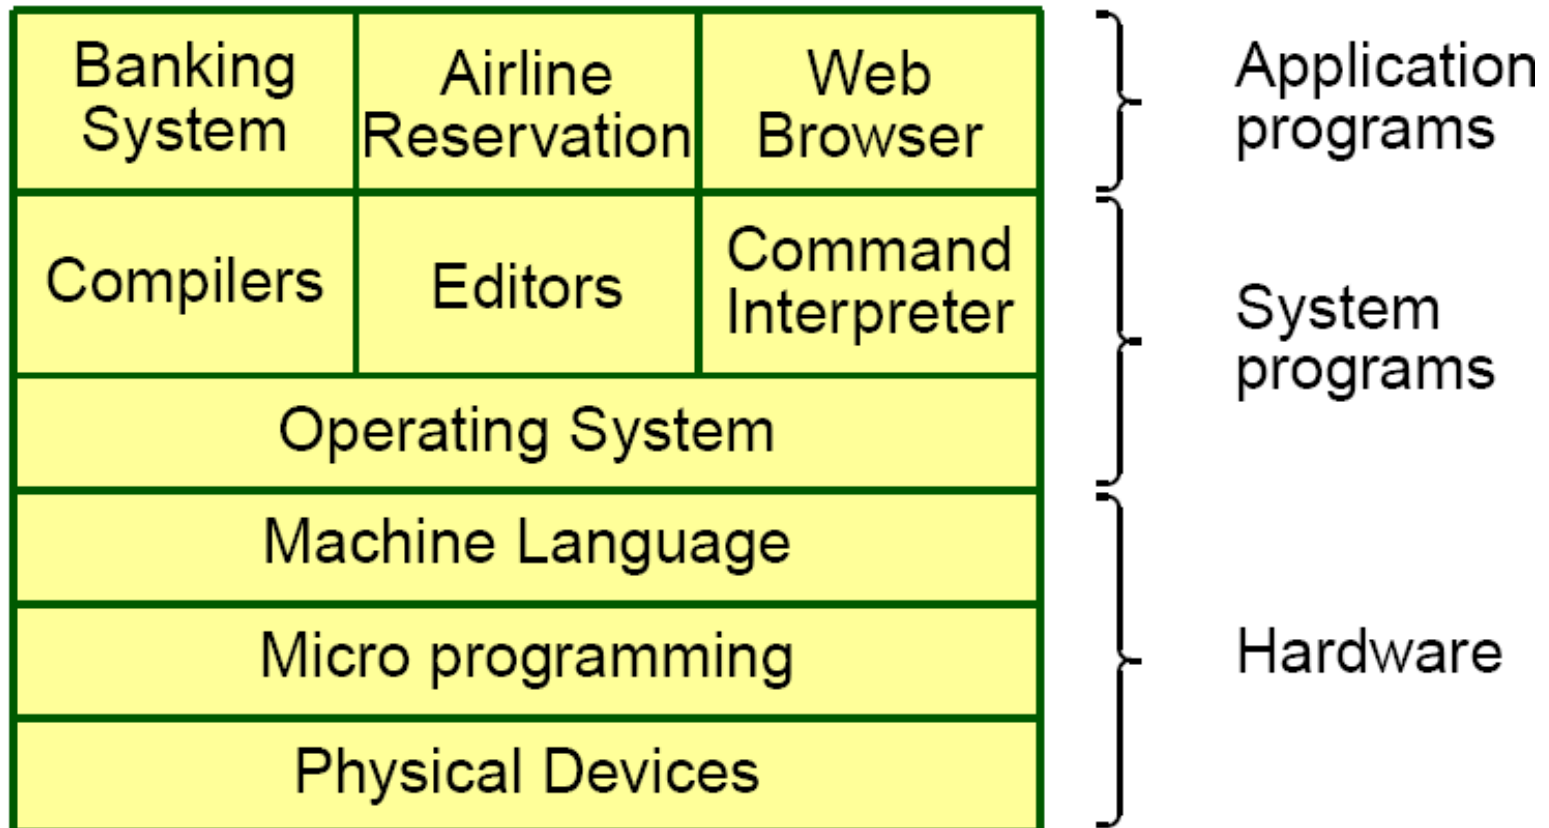 Banking
System
Airline
Reservation
Web
Browser
Application
programs
Compilers
Editors
Command
Interpreter
System
programs
Operating System
Machine Language
Micro programming
Hardware
Physical Devices